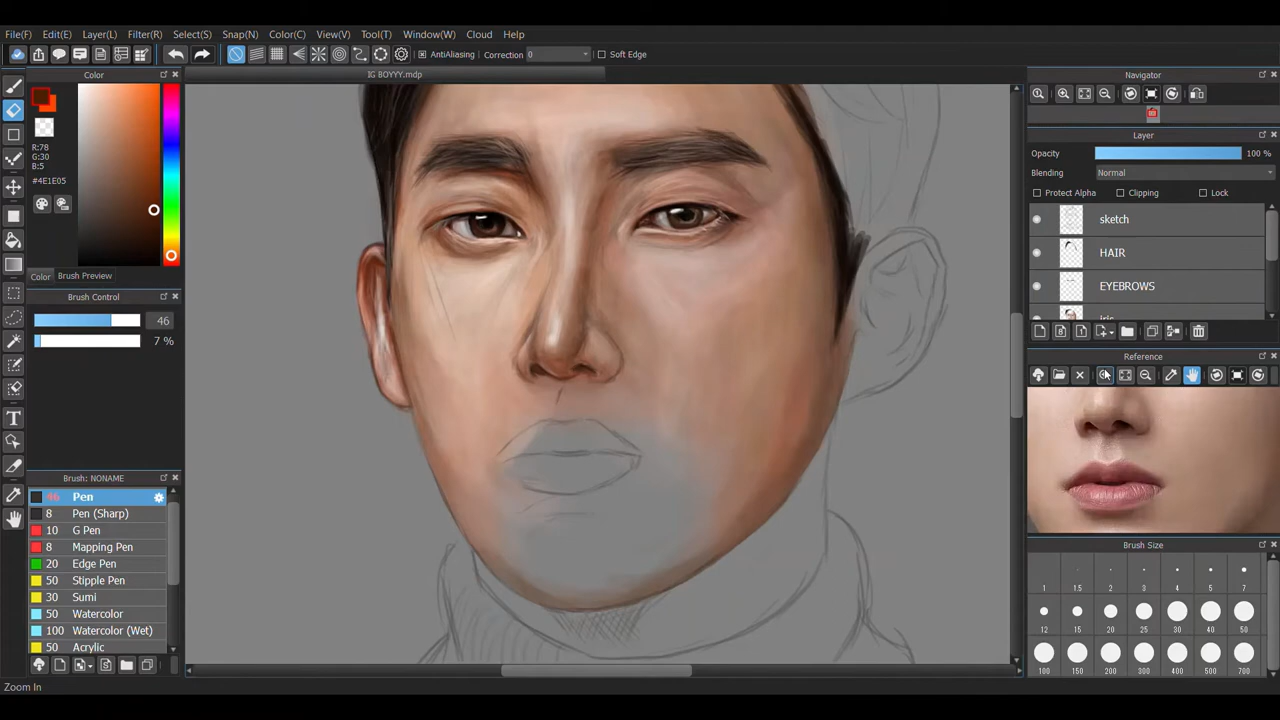 File(F) Edit(E) Layer(L) Filter(R) Select(S) Snap(N) Color(C) View(V) Tool(T) Window(W) Cloud Help
AntiAliasing Correction 0 Soft Edge
Color
IG BOYYY.mdp
R:78
G:30
B:5
#4E1E05
Color Brush Preview
Brush Control
46
7 %
Brush: NONAME
46 Pen
8 Pen (Sharp)
10 G Pen
8 Mapping Pen
20 Edge Pen
50 Stipple Pen
30 Sumi
50 Watercolor
100 Watercolor (Wet)
50 Acrylic
Zoom In
Navigator
Layer
Opacity 100 %
Blending Normal
Protect Alpha Clipping Lock
sketch
HAIR
EYEBROWS
iris
Reference
Brush Size
1 1.5 2 3 4 5 7
12 15 20 25 30 40 50
100 150 200 300 400 500 700